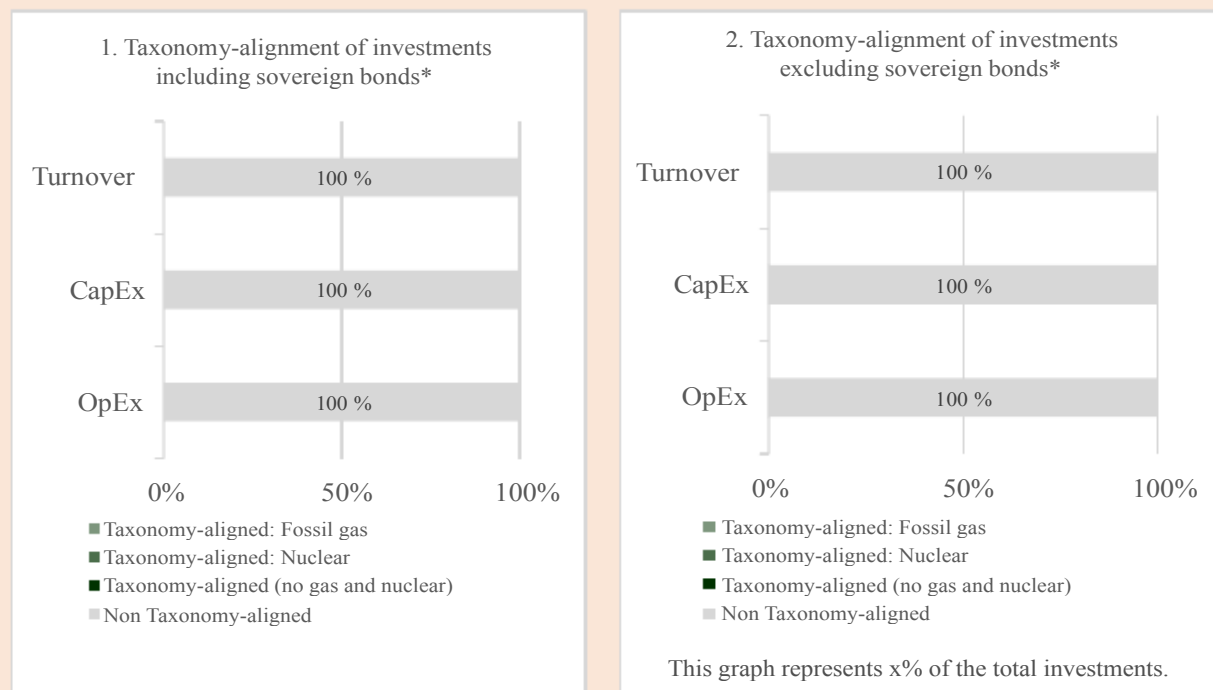 1. Taxonomy-alignment of investments
including sovereign bonds*
Turnover
100 %
CapEx
100 %
OpEx
100 %
0% 50% 100%
Taxonomy-aligned: Fossil gas
Taxonomy-aligned: Nuclear
Taxonomy-aligned (no gas and nuclear)
Non Taxonomy-aligned
2. Taxonomy-alignment of investments
excluding sovereign bonds*
Turnover
100 %
CapEx
100 %
OpEx
100 %
0% 50% 100%
Taxonomy-aligned: Fossil gas
Taxonomy-aligned: Nuclear
Taxonomy-aligned (no gas and nuclear)
Non Taxonomy-aligned
This graph represents x% of the total investments.